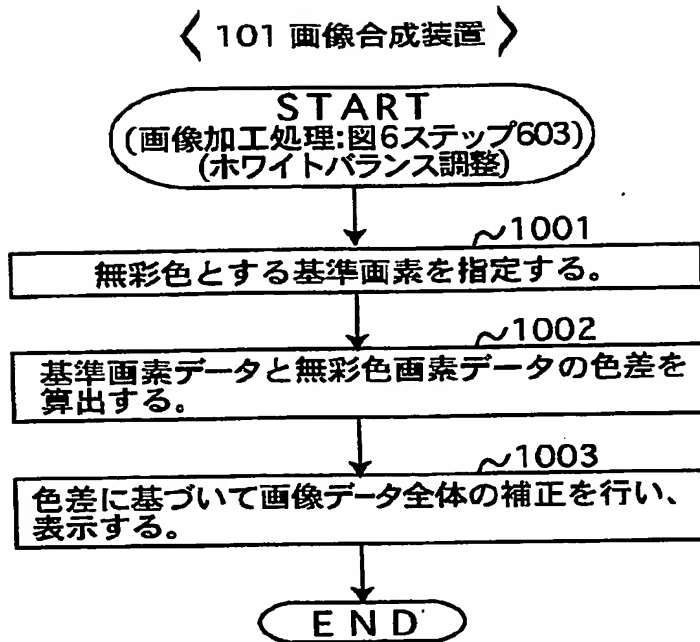 〈 101 画像合成装置 〉
START
(画像加工処理:図6ステップ603)
(ホワイトバランス調整)
1001
無彩色とする基準画素を指定する。
1002
基準画素データと無彩色画素データの色差を
算出する。
1003
色差に基づいて画像データ全体の補正を行い、
表示する。
END